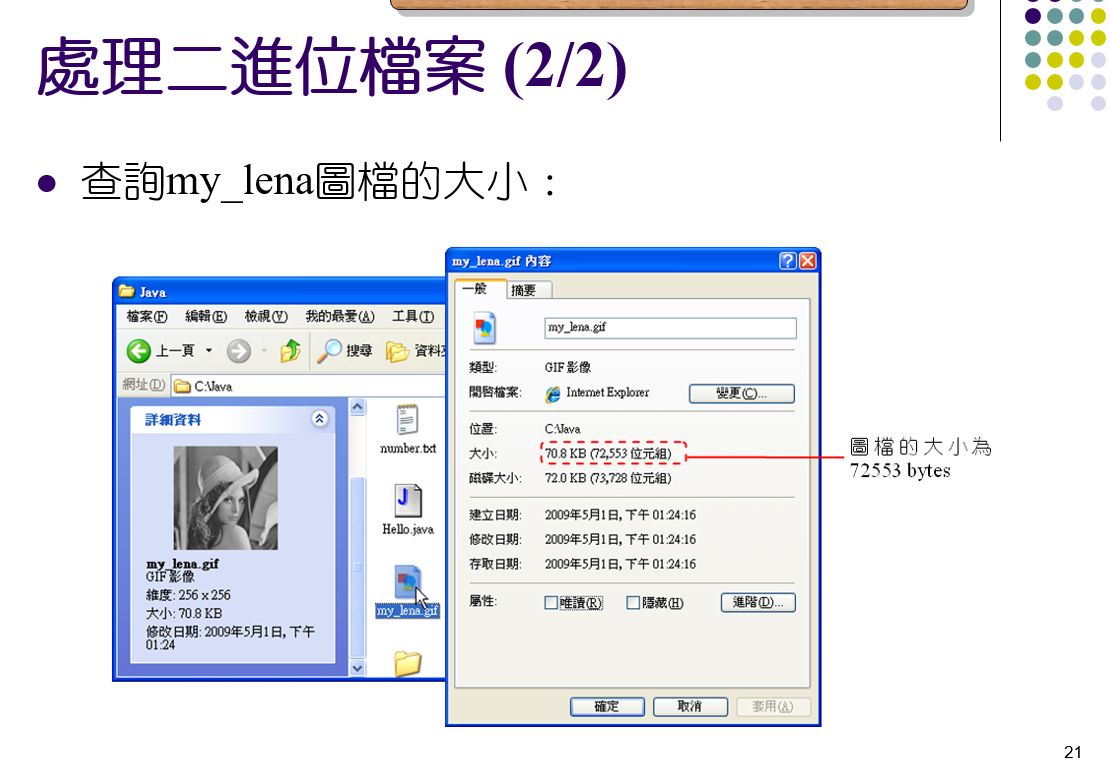 處理二進位檔案 (2/2)
查詢my_lena圖檔的大小：
Java
檔案(F) 編輯(E) 檢視(V) 我的最愛(A) 工具(T)
上一頁 搜尋
網址(D) C:\Java
詳細資料
my_lena.gif
GIF 影像
維度: 256 x 256
大小: 70.8 KB
修改日期: 2009年5月1日, 下午
01:24
number.txt
Hello.java
my_lena.gif
my_lena.gif 內容
一般 摘要
my_lena.gif
類型: GIF 影像
開啓檔案: Internet Explorer 變更(C)...
位置: C:\Java
大小: 70.8 KB (72,553 位元組)
磁碟大小: 72.0 KB (73,728 位元組)
建立日期: 2009年5月1日, 下午 01:24:16
修改日期: 2009年5月1日, 下午 01:24:16
存取日期: 2009年5月1日, 下午 01:24:16
屬性: 唯讀(R) 隱藏(H) 進階(D)...
確定 取消 套用(A)
圖檔的大小為
72553 bytes
21